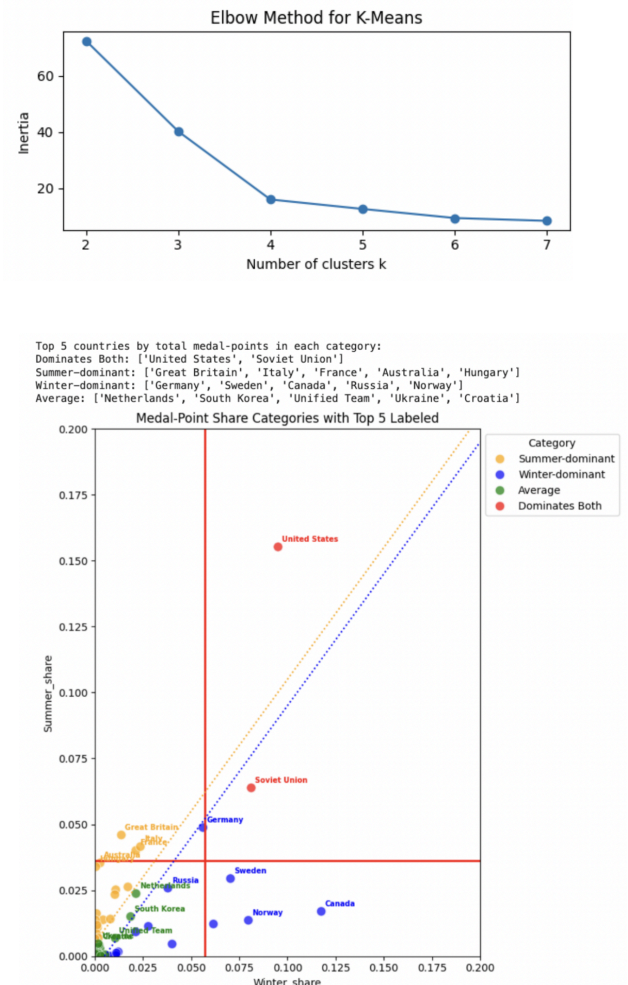 Elbow Method for K-Means
60
40
20
Inertia
2 3 4 5 6 7
Number of clusters k
Top 5 countries by total medal-points in each category:
Dominates Both: ['United States', 'Soviet Union']
Summer-dominant: ['Great Britain', 'Italy', 'France', 'Australia', 'Hungary']
Winter-dominant: ['Germany', 'Sweden', 'Canada', 'Russia', 'Norway']
Average: ['Netherlands', 'South Korea', 'Unified Team', 'Ukraine', 'Croatia']
Medal-Point Share Categories with Top 5 Labeled
Category
Summer-dominant
Winter-dominant
Average
Dominates Both
0.200
0.175
0.150
0.125
0.100
0.075
0.050
0.025
0.000
Summer_share
United States
Soviet Union
Germany
Great Britain
Italy
France
Sweden
Russia
Netherlands
Canada
Norway
South Korea
Unified Team
0.000 0.025 0.050 0.075 0.100 0.125 0.150 0.175 0.200
Winter_share